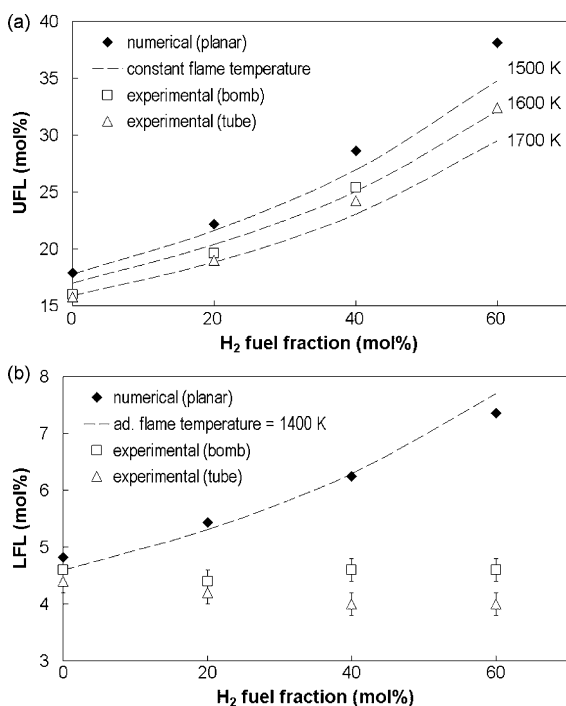 (a)
40
35
30
25
20
15
UFL (mol%)
numerical (planar)
constant flame temperature
experimental (bomb)
experimental (tube)
1500 K
1600 K
1700 K
0 20 40 60
H₂ fuel fraction (mol%)
(b)
8
7
6
5
4
3
LFL (mol%)
numerical (planar)
ad. flame temperature = 1400 K
experimental (bomb)
experimental (tube)
0 20 40 60
H₂ fuel fraction (mol%)